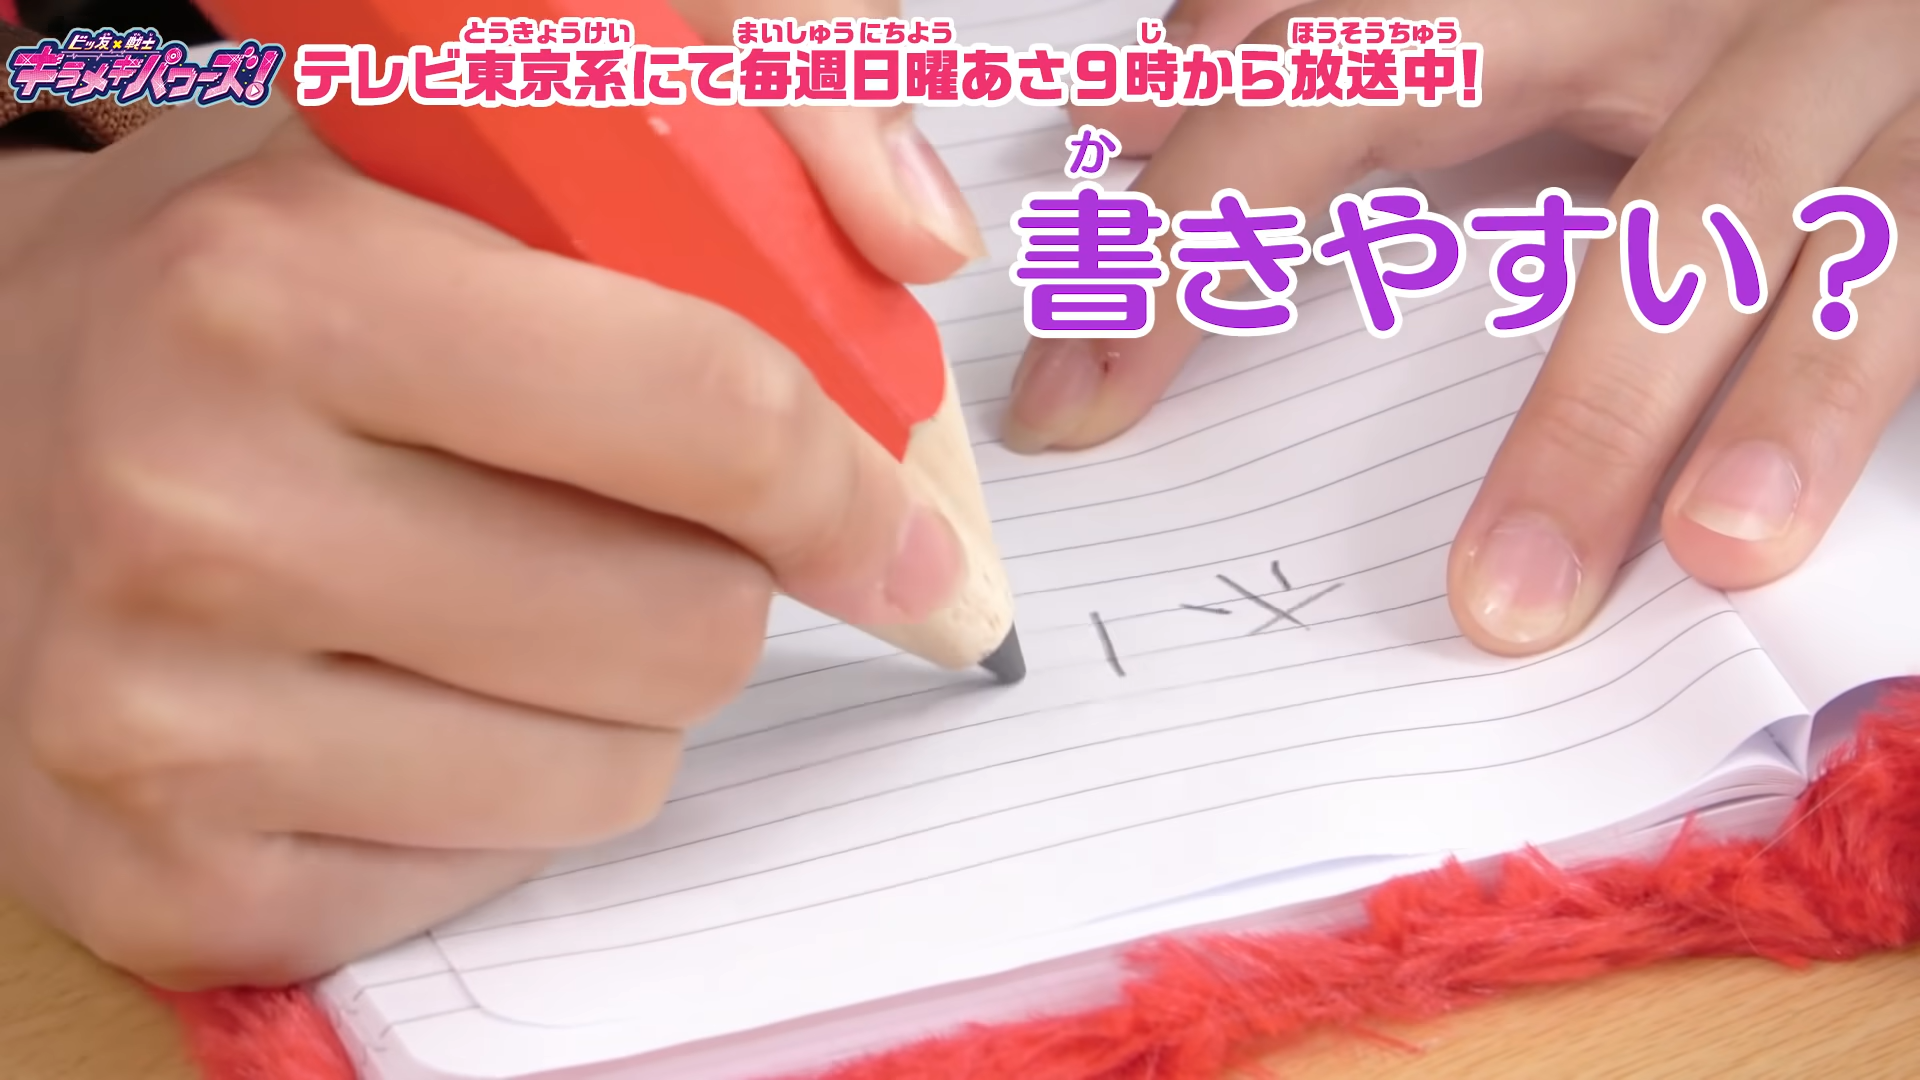 ビッ友×戦士
キラメキパワーズ!
とうきょうけい まいしゅうにちよう じ ほうそうちゅう
テレビ東京系にて毎週日曜あさ9時から放送中!
か
書きやすい?